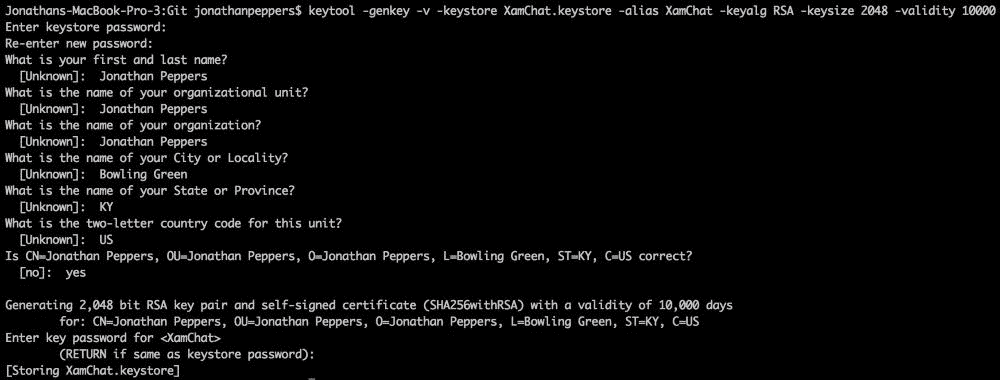 Jonathans-MacBook-Pro-3:Git jonathanpeppers$ keytool -genkey -v -keystore XamChat.keystore -alias XamChat -keyalg RSA -keysize 2048 -validity 10000
Enter keystore password:
Re-enter new password:
What is your first and last name?
  [Unknown]:  Jonathan Peppers
What is the name of your organizational unit?
  [Unknown]:  Jonathan Peppers
What is the name of your organization?
  [Unknown]:  Jonathan Peppers
What is the name of your City or Locality?
  [Unknown]:  Bowling Green
What is the name of your State or Province?
  [Unknown]:  KY
What is the two-letter country code for this unit?
  [Unknown]:  US
Is CN=Jonathan Peppers, OU=Jonathan Peppers, O=Jonathan Peppers, L=Bowling Green, ST=KY, C=US correct?
  [no]:  yes

Generating 2,048 bit RSA key pair and self-signed certificate (SHA256withRSA) with a validity of 10,000 days
        for: CN=Jonathan Peppers, OU=Jonathan Peppers, O=Jonathan Peppers, L=Bowling Green, ST=KY, C=US
Enter key password for <XamChat>
        (RETURN if same as keystore password):
[Storing XamChat.keystore]